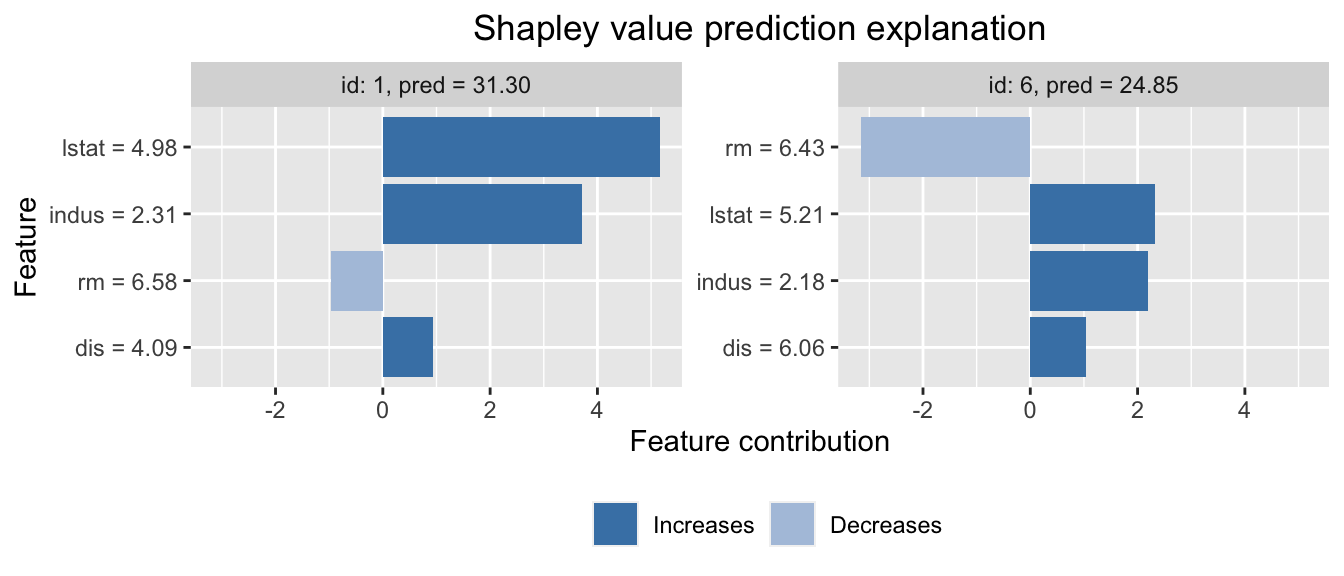 Shapley value prediction explanation
id: 1, pred = 31.30
id: 6, pred = 24.85
Feature
lstat = 4.98
indus = 2.31
rm = 6.58
dis = 4.09
-2 0 2 4
rm = 6.43
lstat = 5.21
indus = 2.18
dis = 6.06
-2 0 2 4
Feature contribution
Increases
Decreases